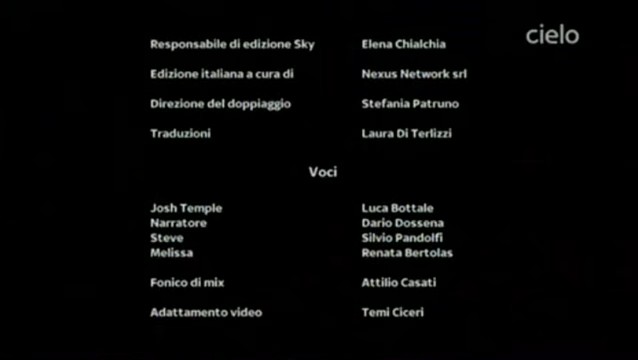 cielo
Responsabile di edizione Sky Elena Chialchia
Edizione italiana a cura di Nexus Network srl
Direzione del doppiaggio Stefania Patruno
Traduzioni Laura Di Terlizzi
Voci
Josh Temple Luca Bottale
Narratore Dario Dossena
Steve Silvio Pandolfi
Melissa Renata Bertolas
Fonico di mix Attilio Casati
Adattamento video Temi Ciceri